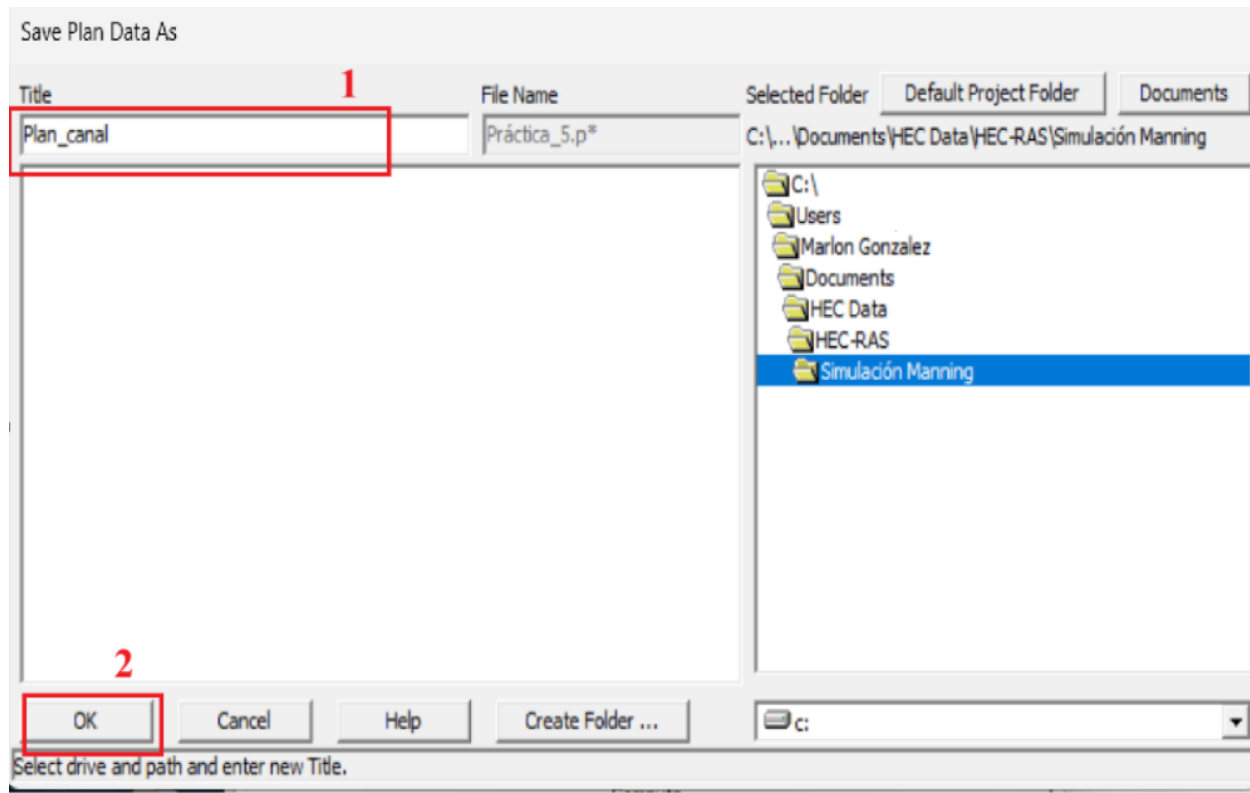 Save Plan Data As
1
Title
File Name
Selected Folder
Default Project Folder
Documents
Plan_canal
Práctica_5.p*
C:\...\Documents\HEC Data\HEC-RAS\Simulación Manning
C:\
Users
Marlon Gonzalez
Documents
HEC Data
HEC-RAS
Simulación Manning
2
OK
Cancel
Help
Create Folder ...
c:
Select drive and path and enter new Title.